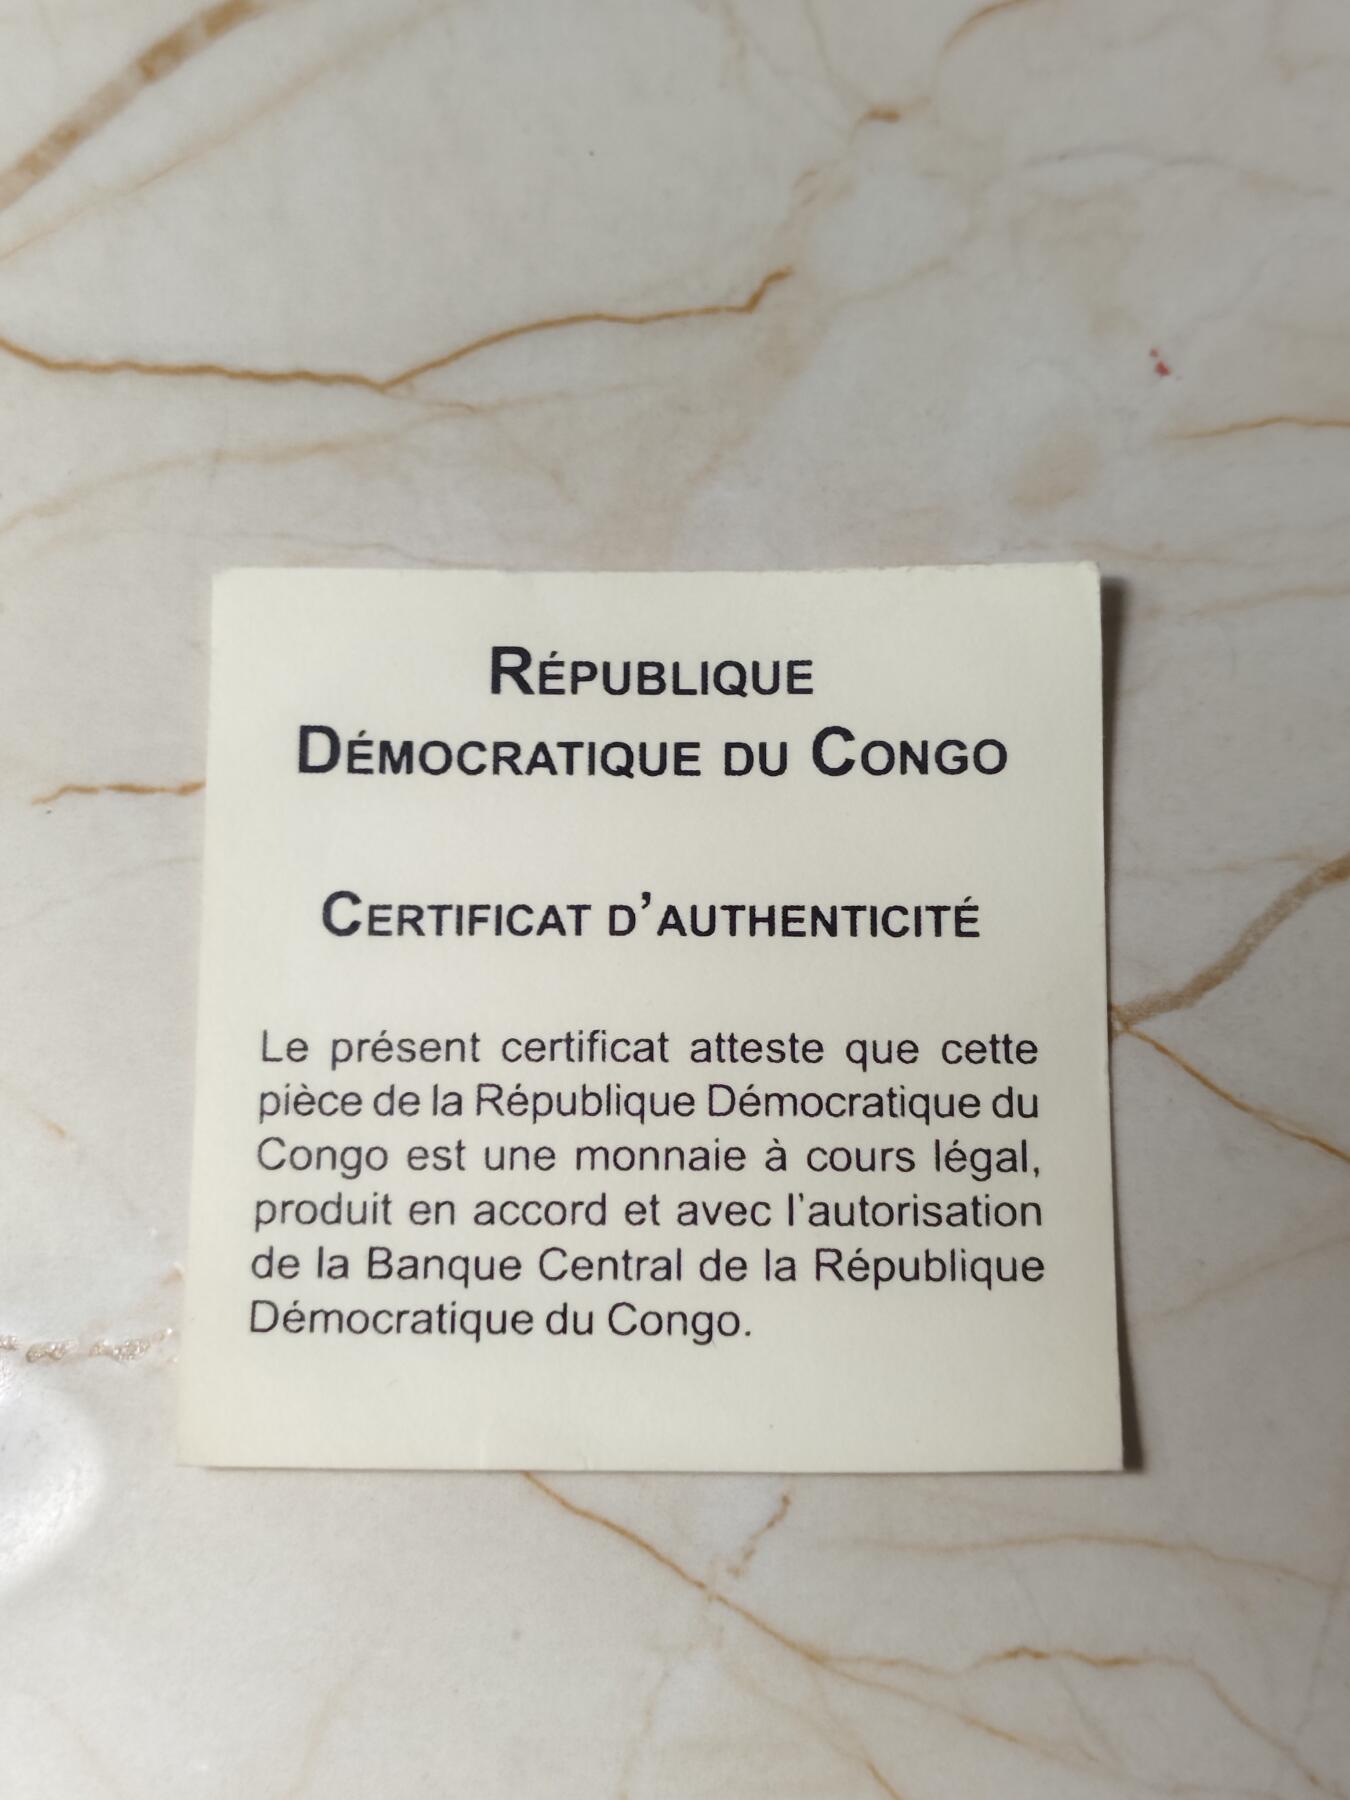 RÉPUBLIQUE
DÉMOCRATIQUE DU CONGO
CERTIFICAT D'AUTHENTICITÉ
Le présent certificat atteste que cette
pièce de la République Démocratique du
Congo est une monnaie à cours légal,
produit en accord et avec l'autorisation
de la Banque Central de la République
Démocratique du Congo.